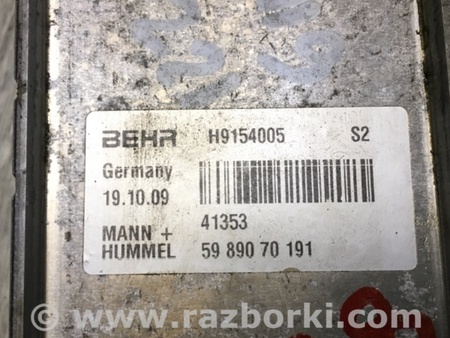 BEHR H9154005 S2
Germany
19.10.09
MANN + 41353
HUMMEL 59 890 70 191
© www.razborki.com